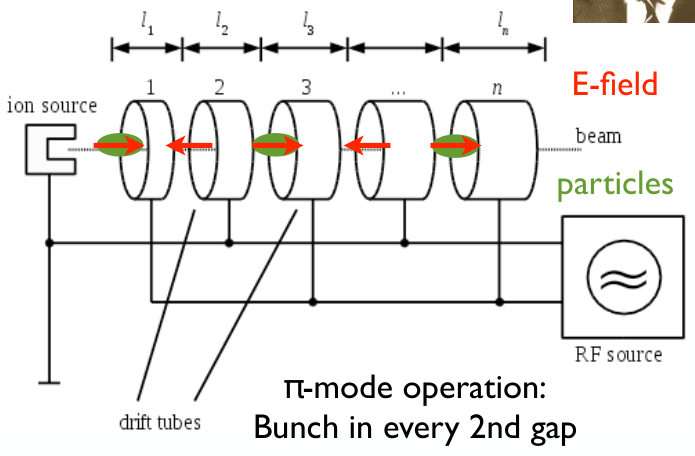 l1 l2 l3 ln
1 2 3 ... n
E-field
ion source
beam
particles
RF source
drift tubes
π-mode operation:
Bunch in every 2nd gap